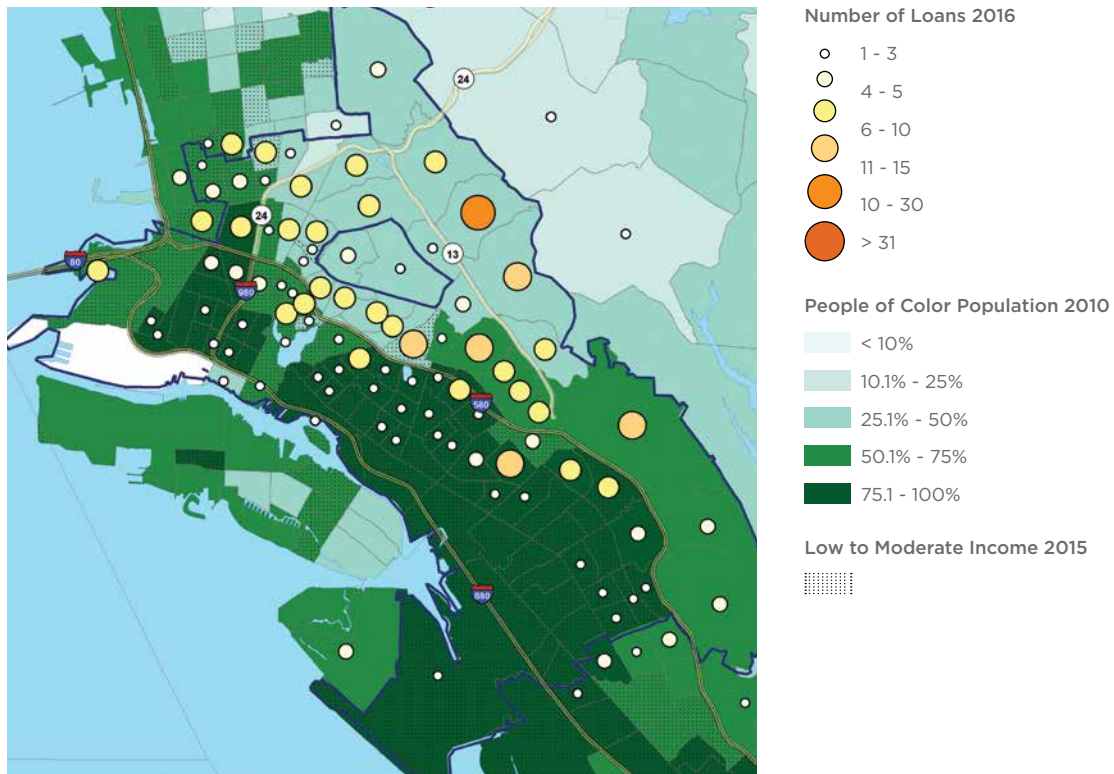 Number of Loans 2016
1 - 3
4 - 5
6 - 10
11 - 15
10 - 30
> 31
People of Color Population 2010
< 10%
10.1% - 25%
25.1% - 50%
50.1% - 75%
75.1 - 100%
Low to Moderate Income 2015
24
24
13
80
980
580
880